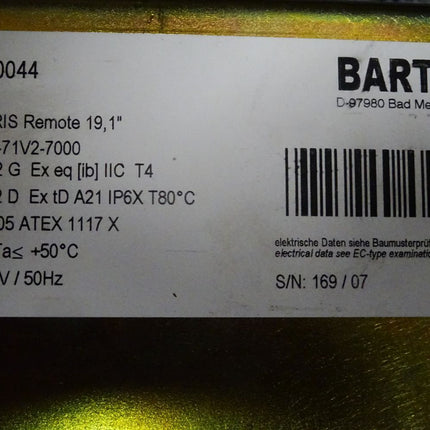 0044
BART
D-97980 Bad Me
RIS Remote 19,1"
-71V2-7000
2 G Ex eq [ib] IIC T4
2 D Ex tD A21 IP6X T80°C
05 ATEX 1117 X
Ta≤ +50°C
V / 50Hz
elektrische Daten siehe Baumusterprüf
electrical data see EC-type examination
S/N: 169 / 07